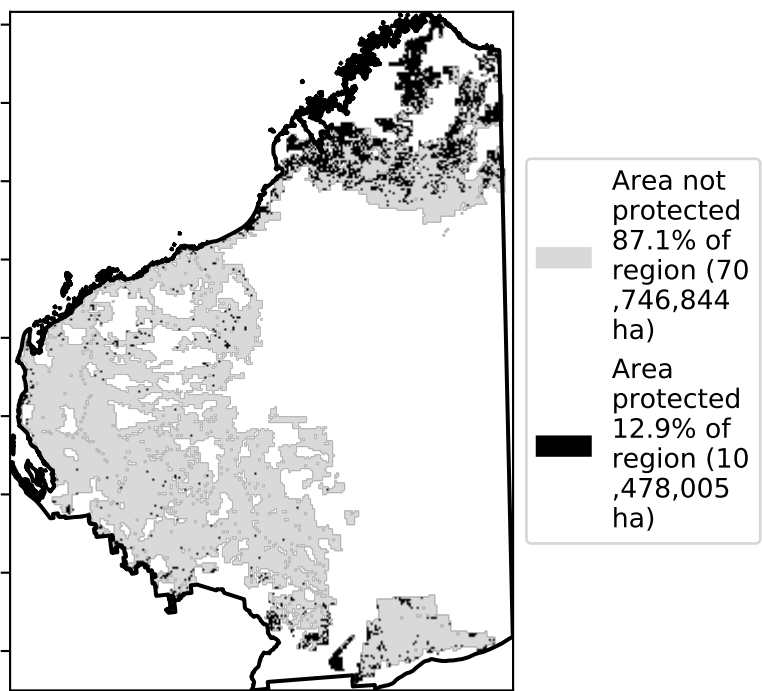 Area not
protected
87.1% of
region (70
,746,844
ha)
Area
protected
12.9% of
region (10
,478,005
ha)